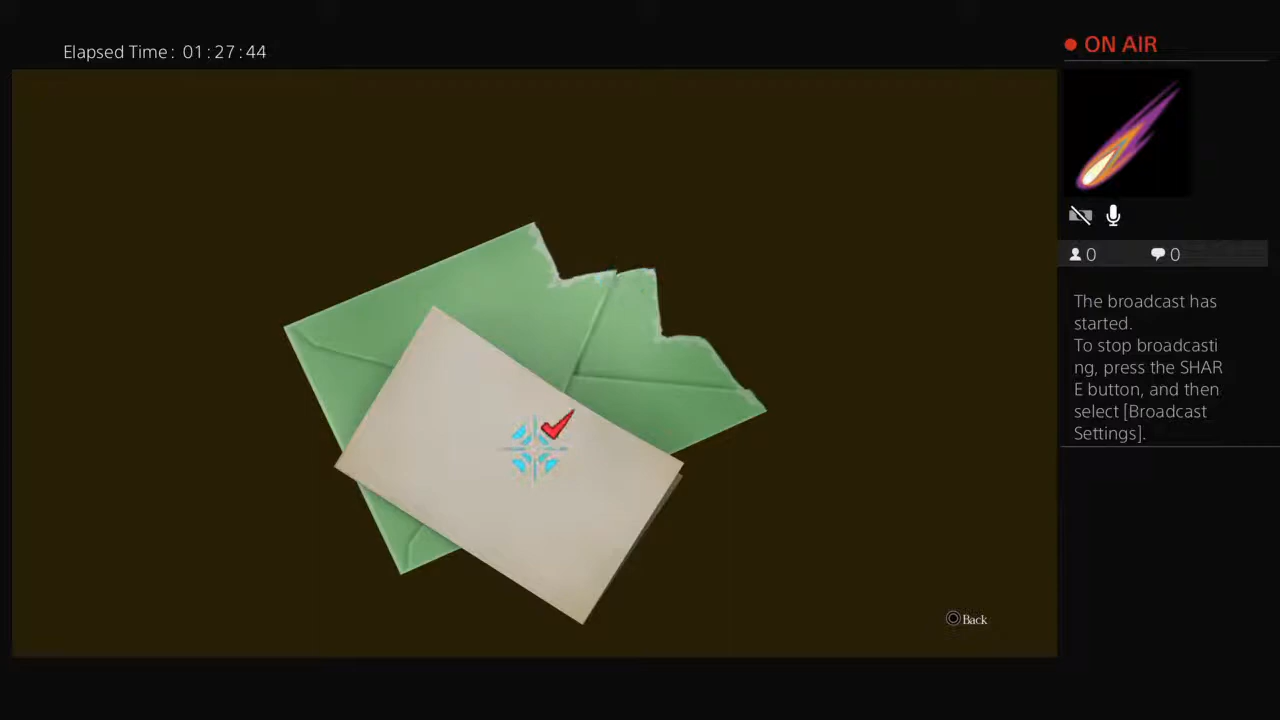 Elapsed Time: 01:27:44
ON AIR
0
0
The broadcast has
started.
To stop broadcasti
ng, press the SHAR
E button, and then
select [Broadcast
Settings].
Back